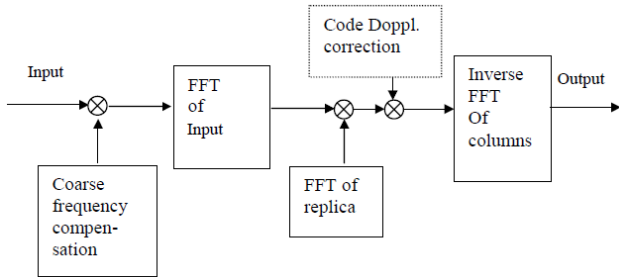 Input
Coarse
frequency
compen-
sation
FFT
of
Input
FFT of
replica
Code Doppl.
correction
Inverse
FFT
Of
columns
Output